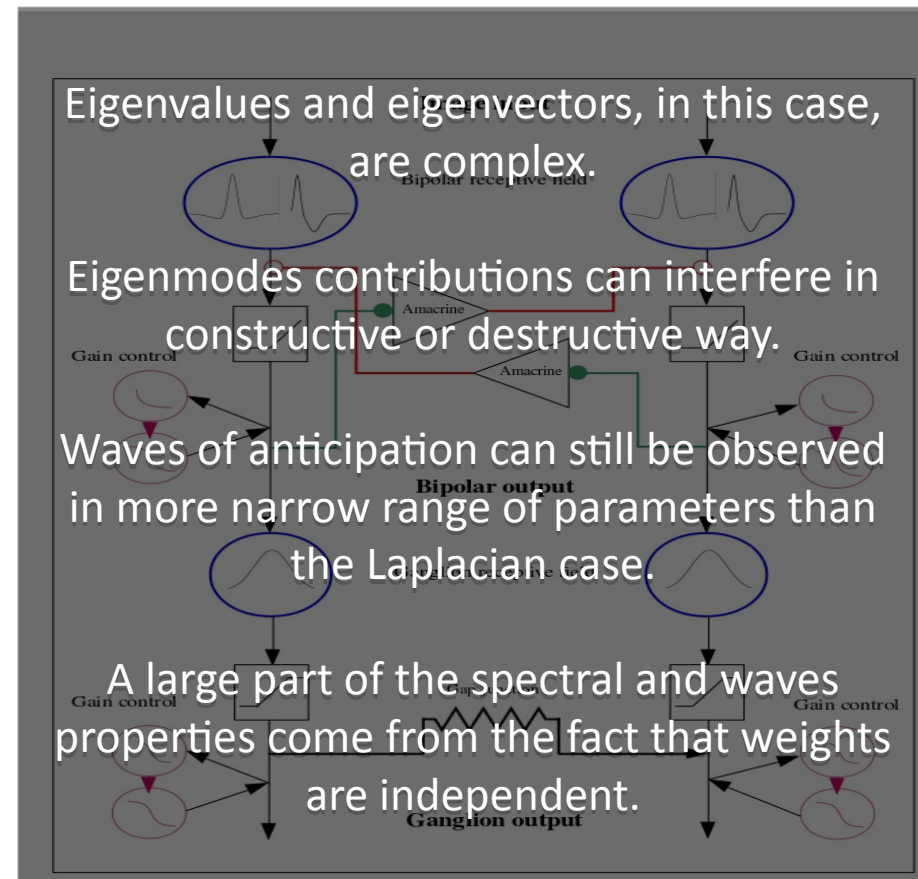 Eigenvalues and eigenvectors, in this case,
are complex.
Bipolar receptive field
Eigenmodes contributions can interfere in
Amacrine
constructive or destructive way.
Gain control
Gain control
Amacrine
Waves of anticipation can still be observed
Bipolar output
in more narrow range of parameters than
the Laplacian case.
A large part of the spectral and waves
Gain control
Gain control
properties come from the fact that weights
are independent.
Ganglion output